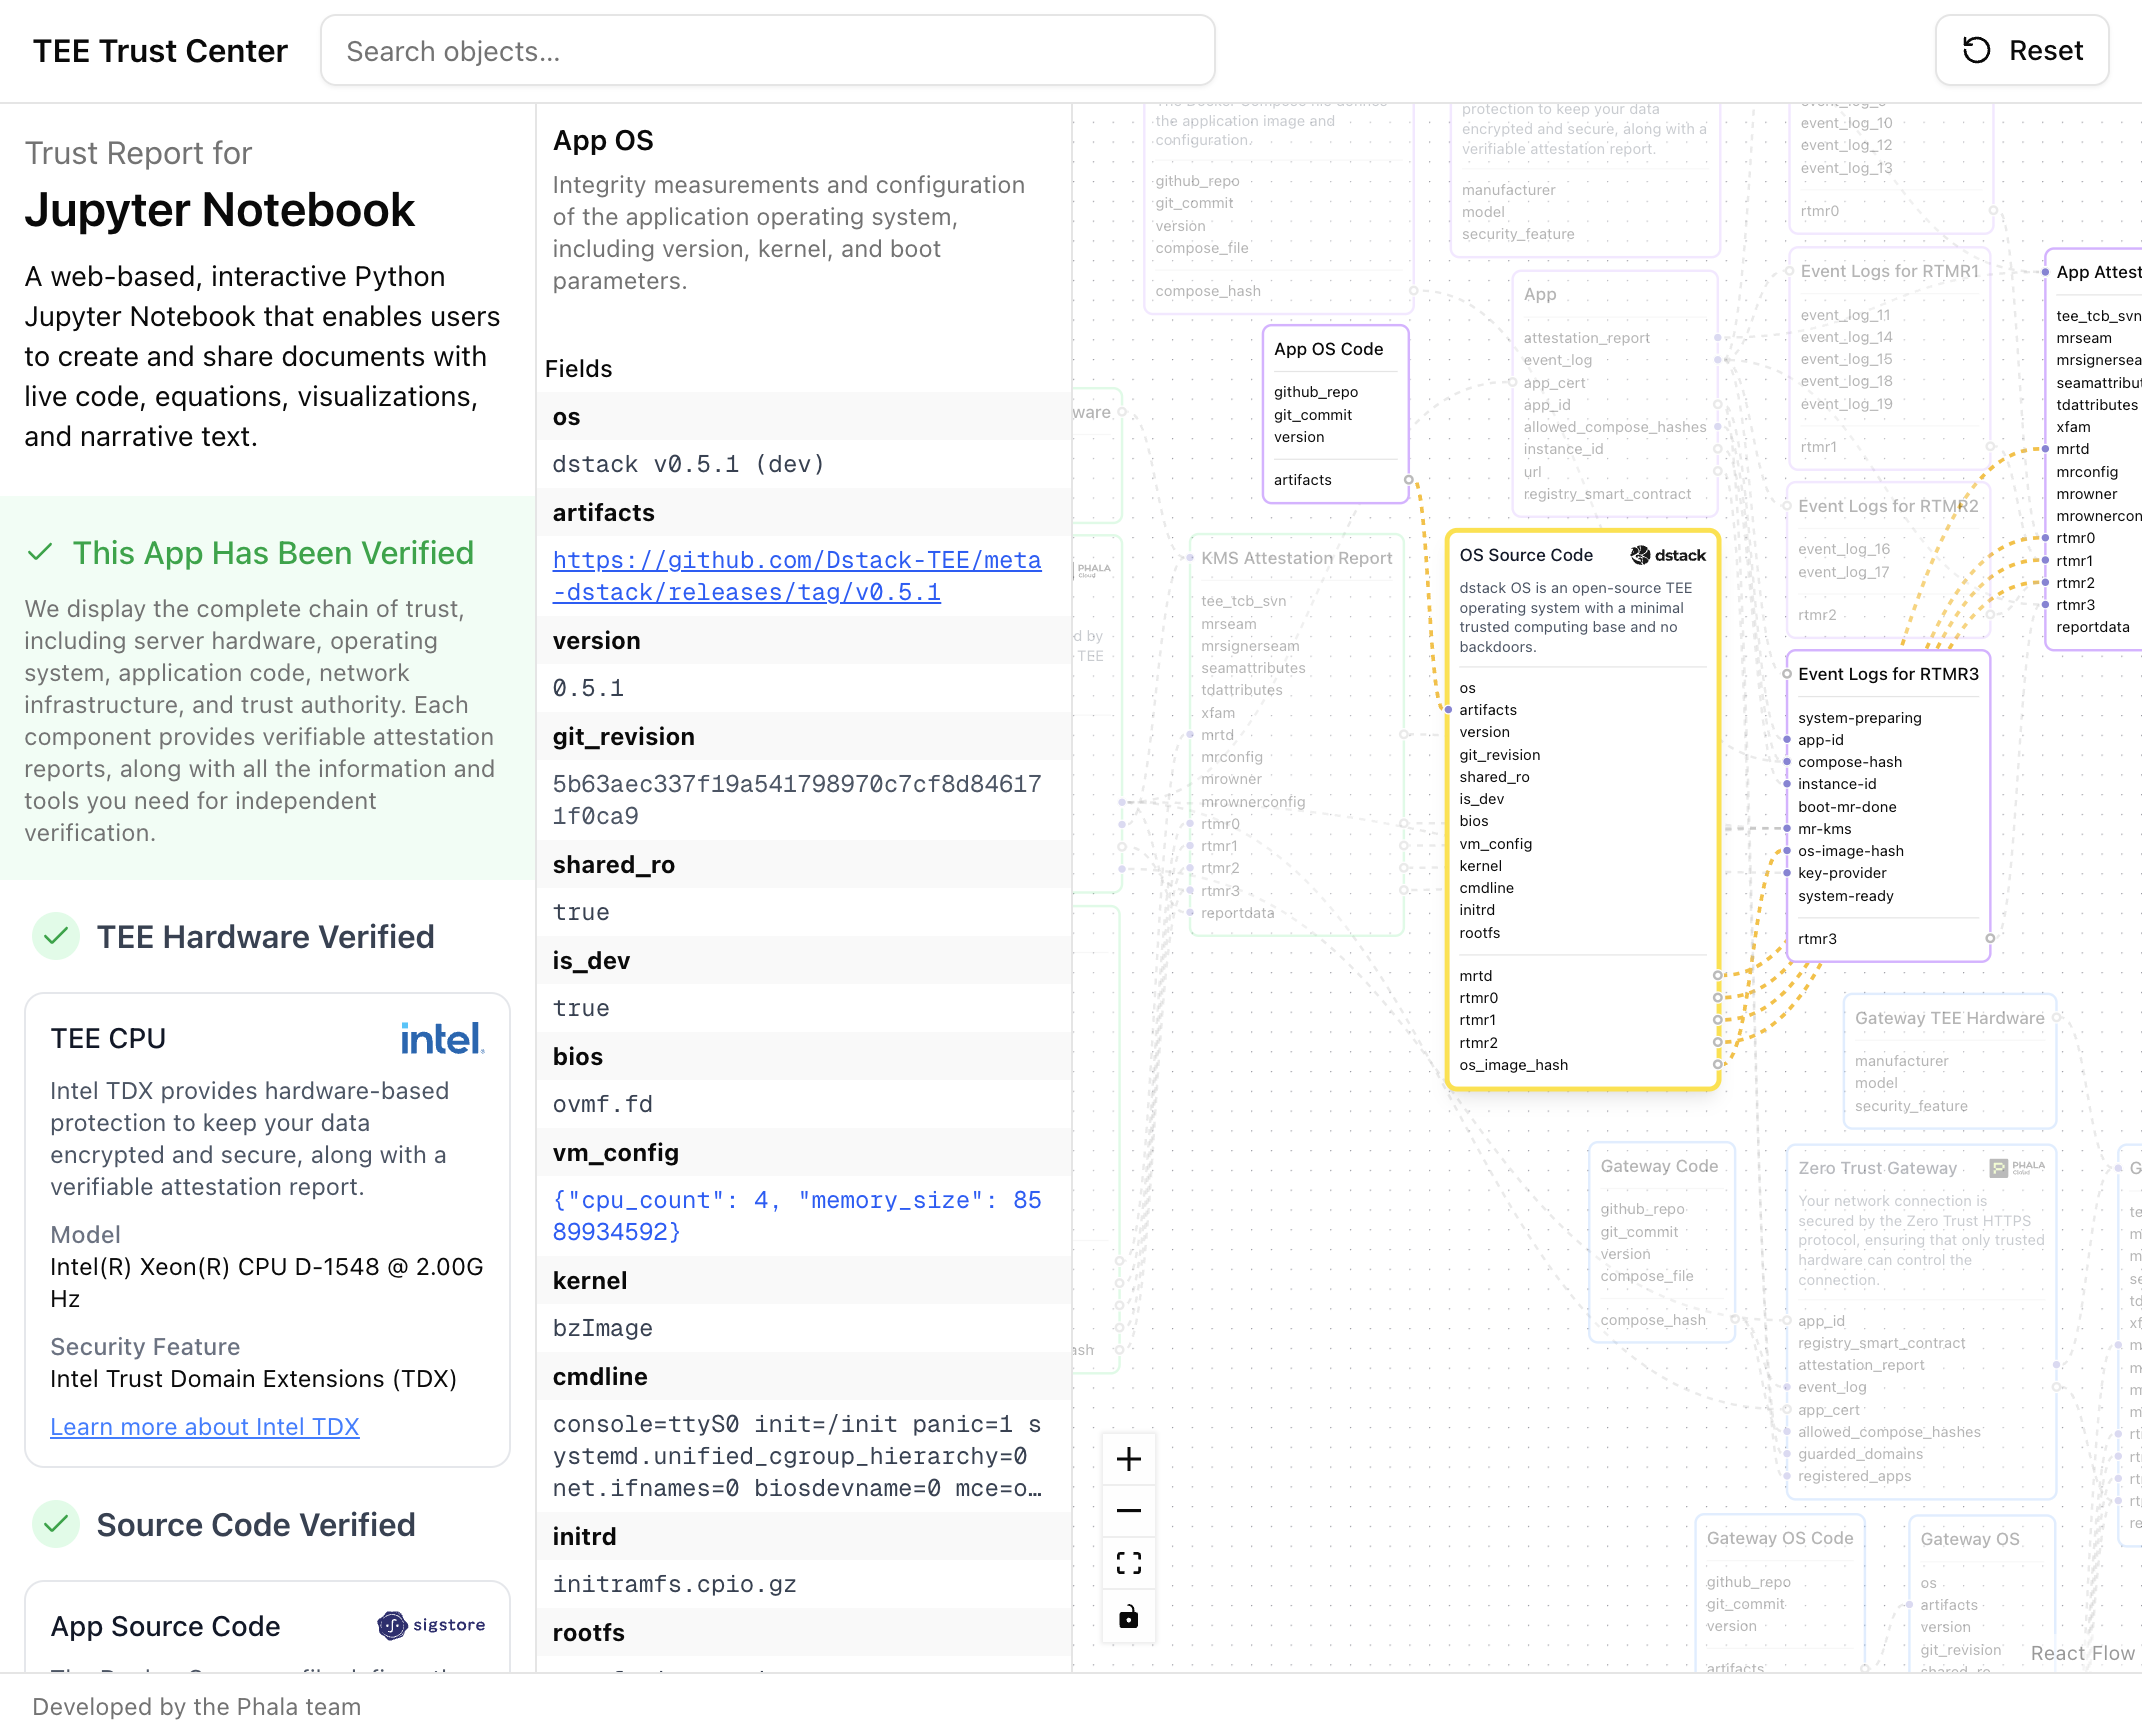 TEE Trust Center
Search objects...
Reset
Trust Report for
Jupyter Notebook
A web-based, interactive Python
Jupyter Notebook that enables users
to create and share documents with
live code, equations, visualizations,
and narrative text.
This App Has Been Verified
We display the complete chain of trust,
including server hardware, operating
system, application code, network
infrastructure, and trust authority. Each
component provides verifiable attestation
reports, along with all the information and
tools you need for independent
verification.
TEE Hardware Verified
TEE CPU
intel
Intel TDX provides hardware-based
protection to keep your data
encrypted and secure, along with a
verifiable attestation report.
Model
Intel(R) Xeon(R) CPU D-1548 @ 2.00G
Hz
Security Feature
Intel Trust Domain Extensions (TDX)
Learn more about Intel TDX
Source Code Verified
App Source Code
sigstore
App OS
Integrity measurements and configuration
of the application operating system,
including version, kernel, and boot
parameters.
Fields
os
dstack v0.5.1 (dev)
artifacts
https://github.com/Dstack-TEE/meta
-dstack/releases/tag/v0.5.1
version
0.5.1
git_revision
5b63aec337f19a541798970c7cf8d84617
1f0ca9
shared_ro
true
is_dev
true
bios
ovmf.fd
vm_config
{"cpu_count": 4, "memory_size": 85
89934592}
kernel
bzImage
cmdline
console=ttyS0 init=/init panic=1 s
ystemd.unified_cgroup_hierarchy=0
net.ifnames=0 biosdevname=0 mce=o…
initrd
initramfs.cpio.gz
rootfs
The Docker Compose file defines
the application image and
configuration.
github_repo
git_commit
version
compose_file
compose_hash
protection to keep your data
encrypted and secure, along with a
verifiable attestation report.
manufacturer
model
security_feature
event_log_10
event_log_12
event_log_13
rtmr0
App OS Code
github_repo
git_commit
version
artifacts
App
attestation_report
event_log
app_cert
app_id
allowed_compose_hashes
instance_id
url
registry_smart_contract
Event Logs for RTMR1
event_log_11
event_log_14
event_log_15
event_log_18
event_log_19
rtmr1
Event Logs for RTMR2
event_log_16
event_log_17
rtmr2
App Attest
tee_tcb_svn
mrseam
mrsignersea
seamattribut
tdattributes
xfam
mrtd
mrconfig
mrowner
mrownercon
rtmr0
rtmr1
rtmr2
rtmr3
reportdata
ware
PHALA
Cloud
d by
TEE
ash
KMS Attestation Report
tee_tcb_svn
mrseam
mrsignerseam
seamattributes
tdattributes
xfam
mrtd
mrconfig
mrowner
mrownerconfig
rtmr0
rtmr1
rtmr2
rtmr3
reportdata
OS Source Code
dstack
dstack OS is an open-source TEE
operating system with a minimal
trusted computing base and no
backdoors.
os
artifacts
version
git_revision
shared_ro
is_dev
bios
vm_config
kernel
cmdline
initrd
rootfs
mrtd
rtmr0
rtmr1
rtmr2
os_image_hash
Event Logs for RTMR3
system-preparing
app-id
compose-hash
instance-id
boot-mr-done
mr-kms
os-image-hash
key-provider
system-ready
rtmr3
Gateway TEE Hardware
manufacturer
model
security_feature
Gateway Code
github_repo
git_commit
version
compose_file
compose_hash
Zero Trust Gateway
PHALA
Cloud
Your network connection is
secured by the Zero Trust HTTPS
protocol, ensuring that only trusted
hardware can control the
connection.
app_id
registry_smart_contract
attestation_report
event_log
app_cert
allowed_compose_hashes
guarded_domains
registered_apps
Gateway OS Code
github_repo
git_commit
version
artifacts
Gateway OS
os
artifacts
version
git_revision
shared_ro
React Flow
Developed by the Phala team